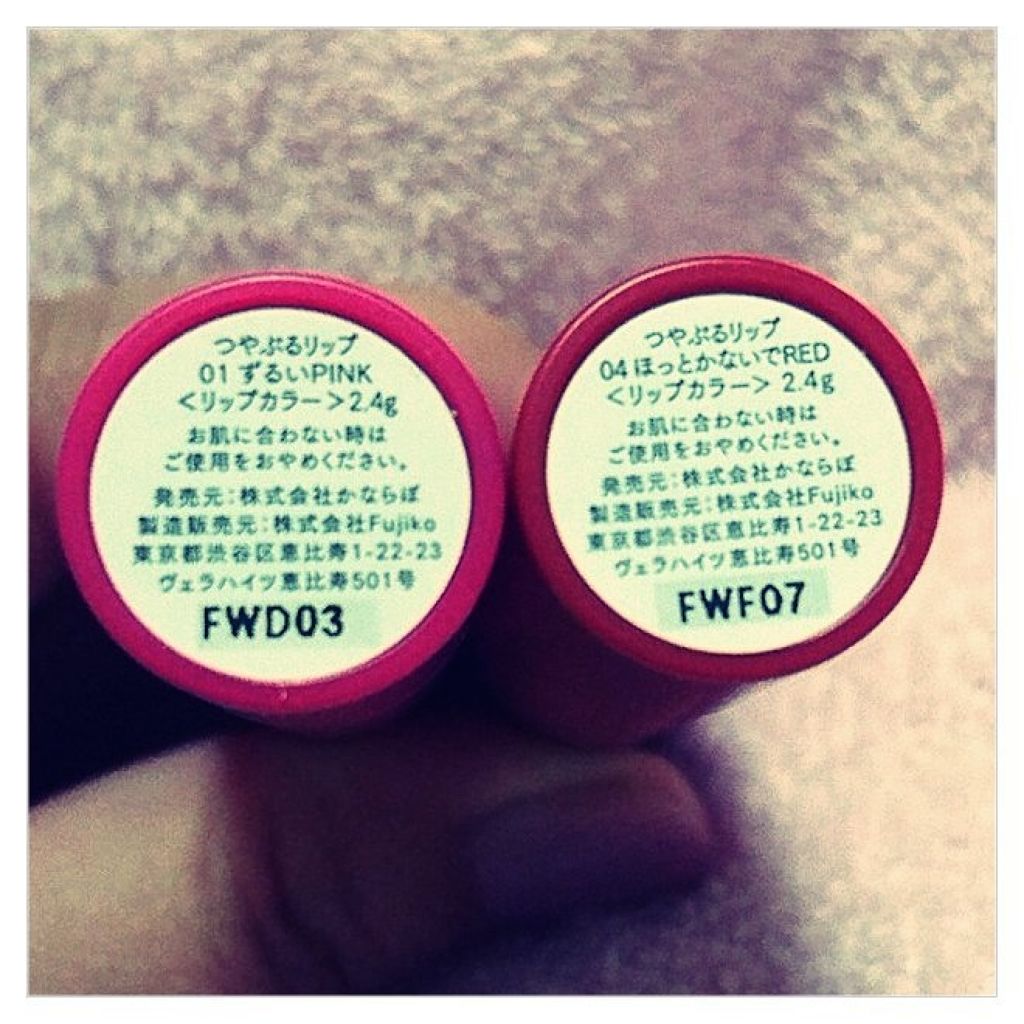 つやぷるリップ
01 ずるいPINK
<リップカラー>2.4g
お肌に合わない時は
ご使用をおやめください。
発売元:株式会社かならぼ
製造販売元:株式会社Fujiko
東京都渋谷区恵比寿1-22-23
ヴェラハイツ恵比寿501号
FWD03
つやぷるリップ
04 ほっとかないでRED
<リップカラー> 2.4g
お肌に合わない時は
ご使用をおやめください。
発売元:株式会社かならぼ
製造販売元:株式会社Fujiko
東京都渋谷区恵比寿1-22-23
ヴェラハイツ恵比寿501号
FWF07